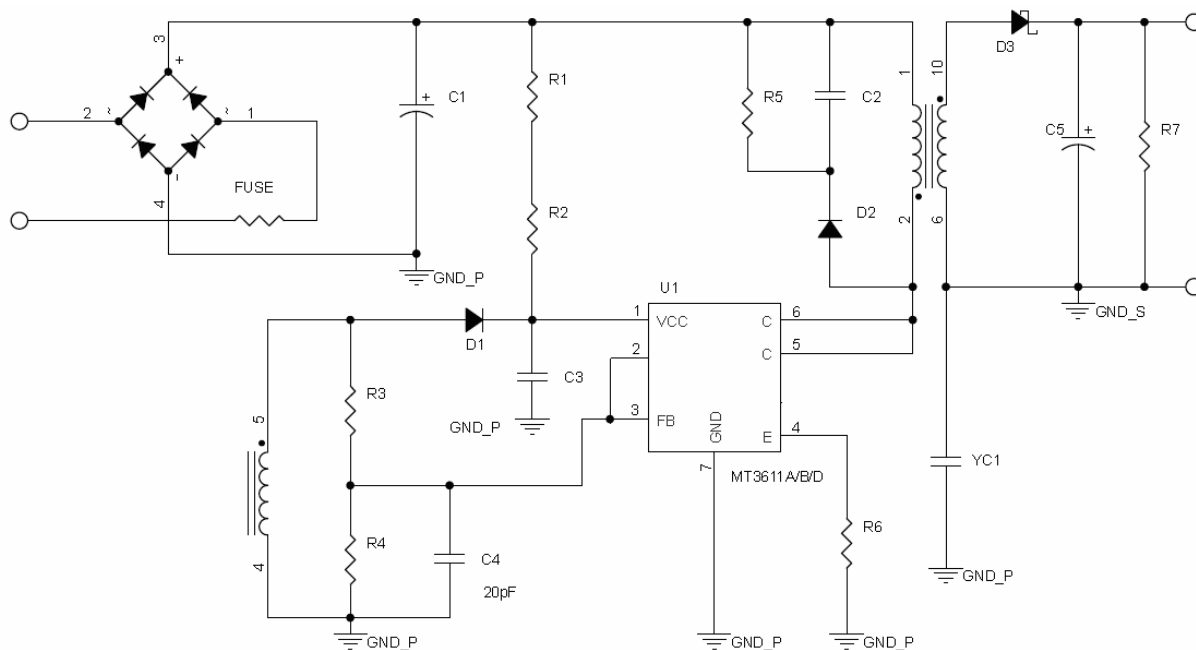 3
+
2
~
~
1
-
4
FUSE
+
C1
GND_P
R1
R2
R5
C2
D2
1
2
10
6
D3
C5
+
R7
GND_S
U1
1
VCC
2
3
FB
C
6
C
5
E
4
GND
7
MT3611A/B/D
D1
C3
GND_P
R3
5
4
R4
C4
20pF
GND_P
R6
YC1
GND_P
GND_P
GND_P